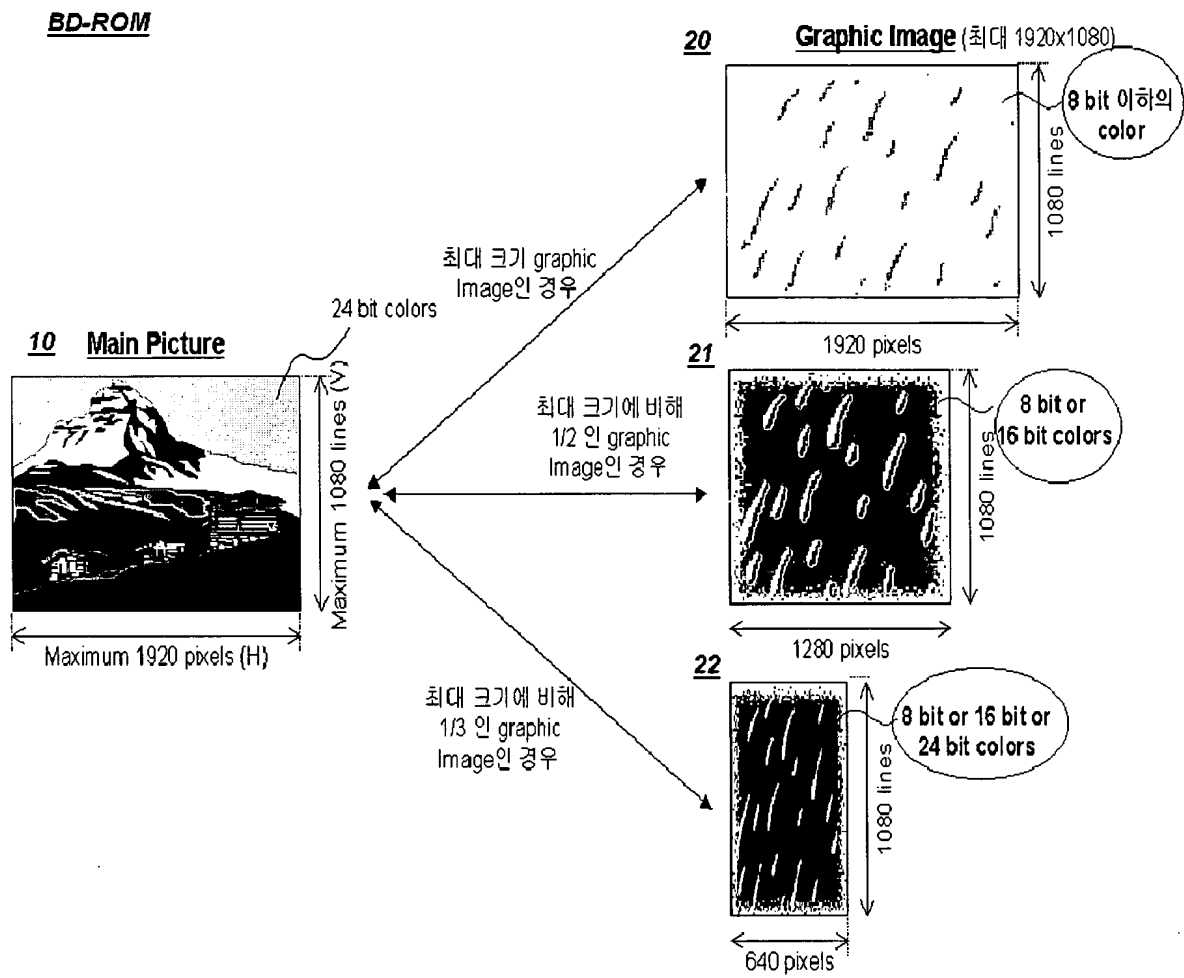 BD-ROM
20
Graphic Image (최대 1920x1080)
8 bit 이하의
color
1080 lines
1920 pixels
최대 크기 graphic
Image인 경우
24 bit colors
10 Main Picture
Maximum 1080 lines (V)
Maximum 1920 pixels (H)
21
최대 크기에 비해
1/2 인 graphic
Image인 경우
8 bit or
16 bit colors
1080 lines
1280 pixels
22
최대 크기에 비해
1/3 인 graphic
Image인 경우
8 bit or 16 bit or
24 bit colors
1080 lines
640 pixels